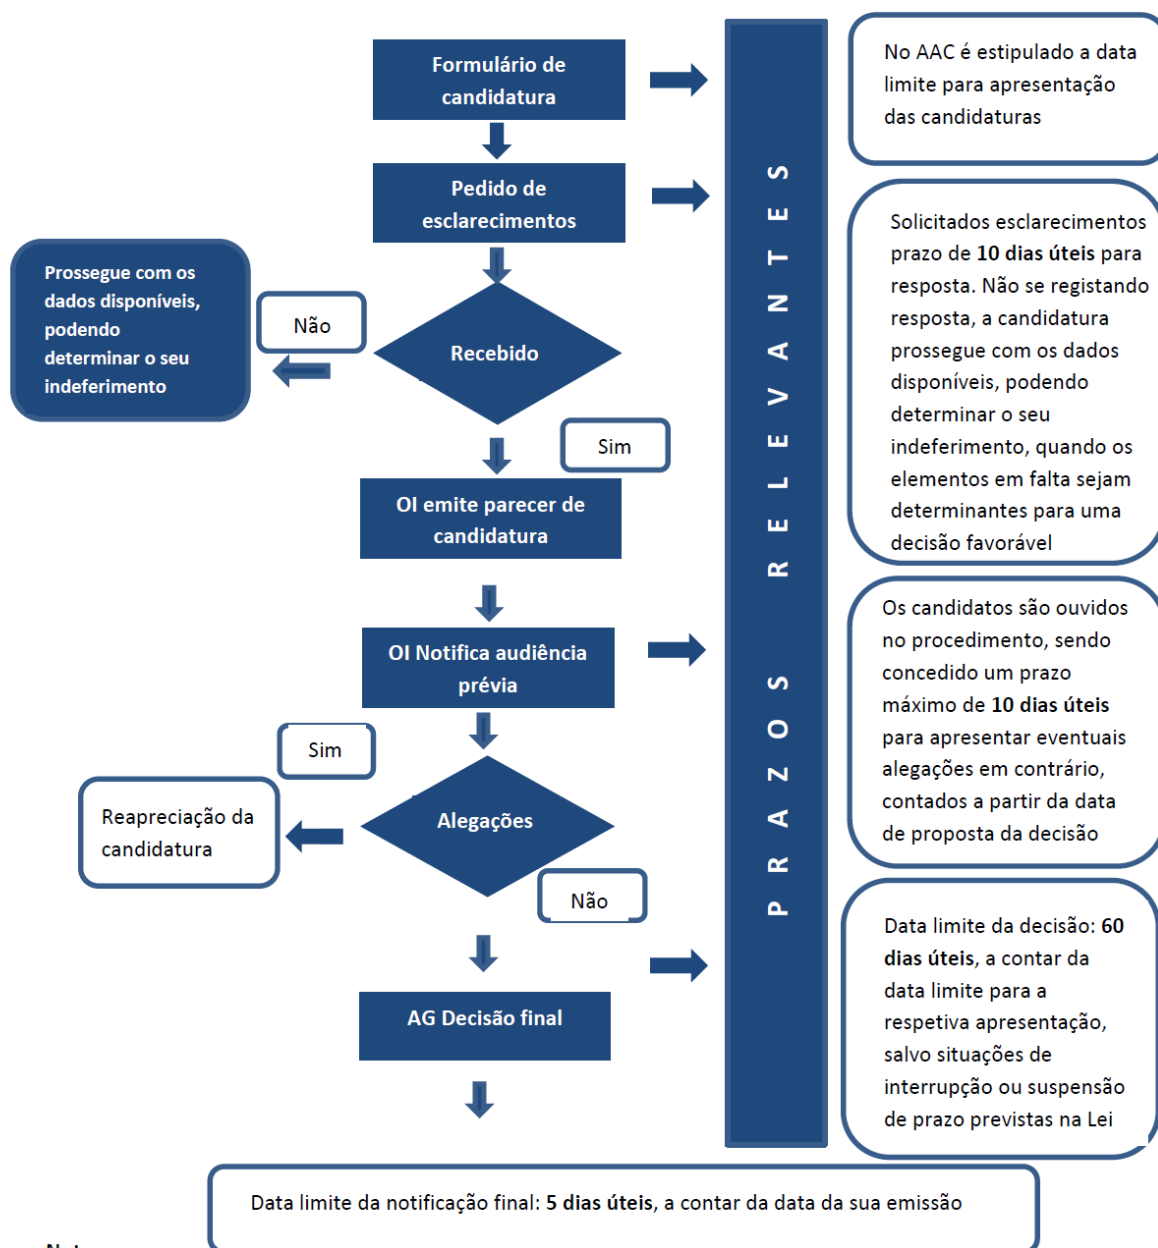 Formulário de
candidatura
No AAC é estipulado a data
limite para apresentação
das candidaturas
Pedido de
esclarecimentos
Solicitados esclarecimentos
prazo de 10 dias úteis para
resposta. Não se registando
resposta, a candidatura
prossegue com os dados
disponíveis, podendo
determinar o seu
indeferimento, quando os
elementos em falta sejam
determinantes para uma
decisão favorável
Prossegue com os
dados disponíveis,
podendo
determinar o seu
indeferimento
Não
Recebido
Sim
OI emite parecer de
candidatura
OI Notifica audiência
prévia
Os candidatos são ouvidos
no procedimento, sendo
concedido um prazo
máximo de 10 dias úteis
para apresentar eventuais
alegações em contrário,
contados a partir da data
de proposta da decisão
Sim
Reapreciação da
candidatura
Alegações
Não
AG Decisão final
Data limite da decisão: 60
dias úteis, a contar da
data limite para a
respetiva apresentação,
salvo situações de
interrupção ou suspensão
de prazo previstas na Lei
PRAZOS RELEVANTES
Data limite da notificação final: 5 dias úteis, a contar da data da sua emissão